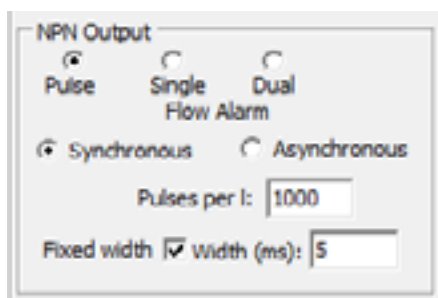 NPN Output
Pulse Single Dual
Flow Alarm
Synchronous Asynchronous
Pulses per l: 1000
Fixed width Width (ms): 5